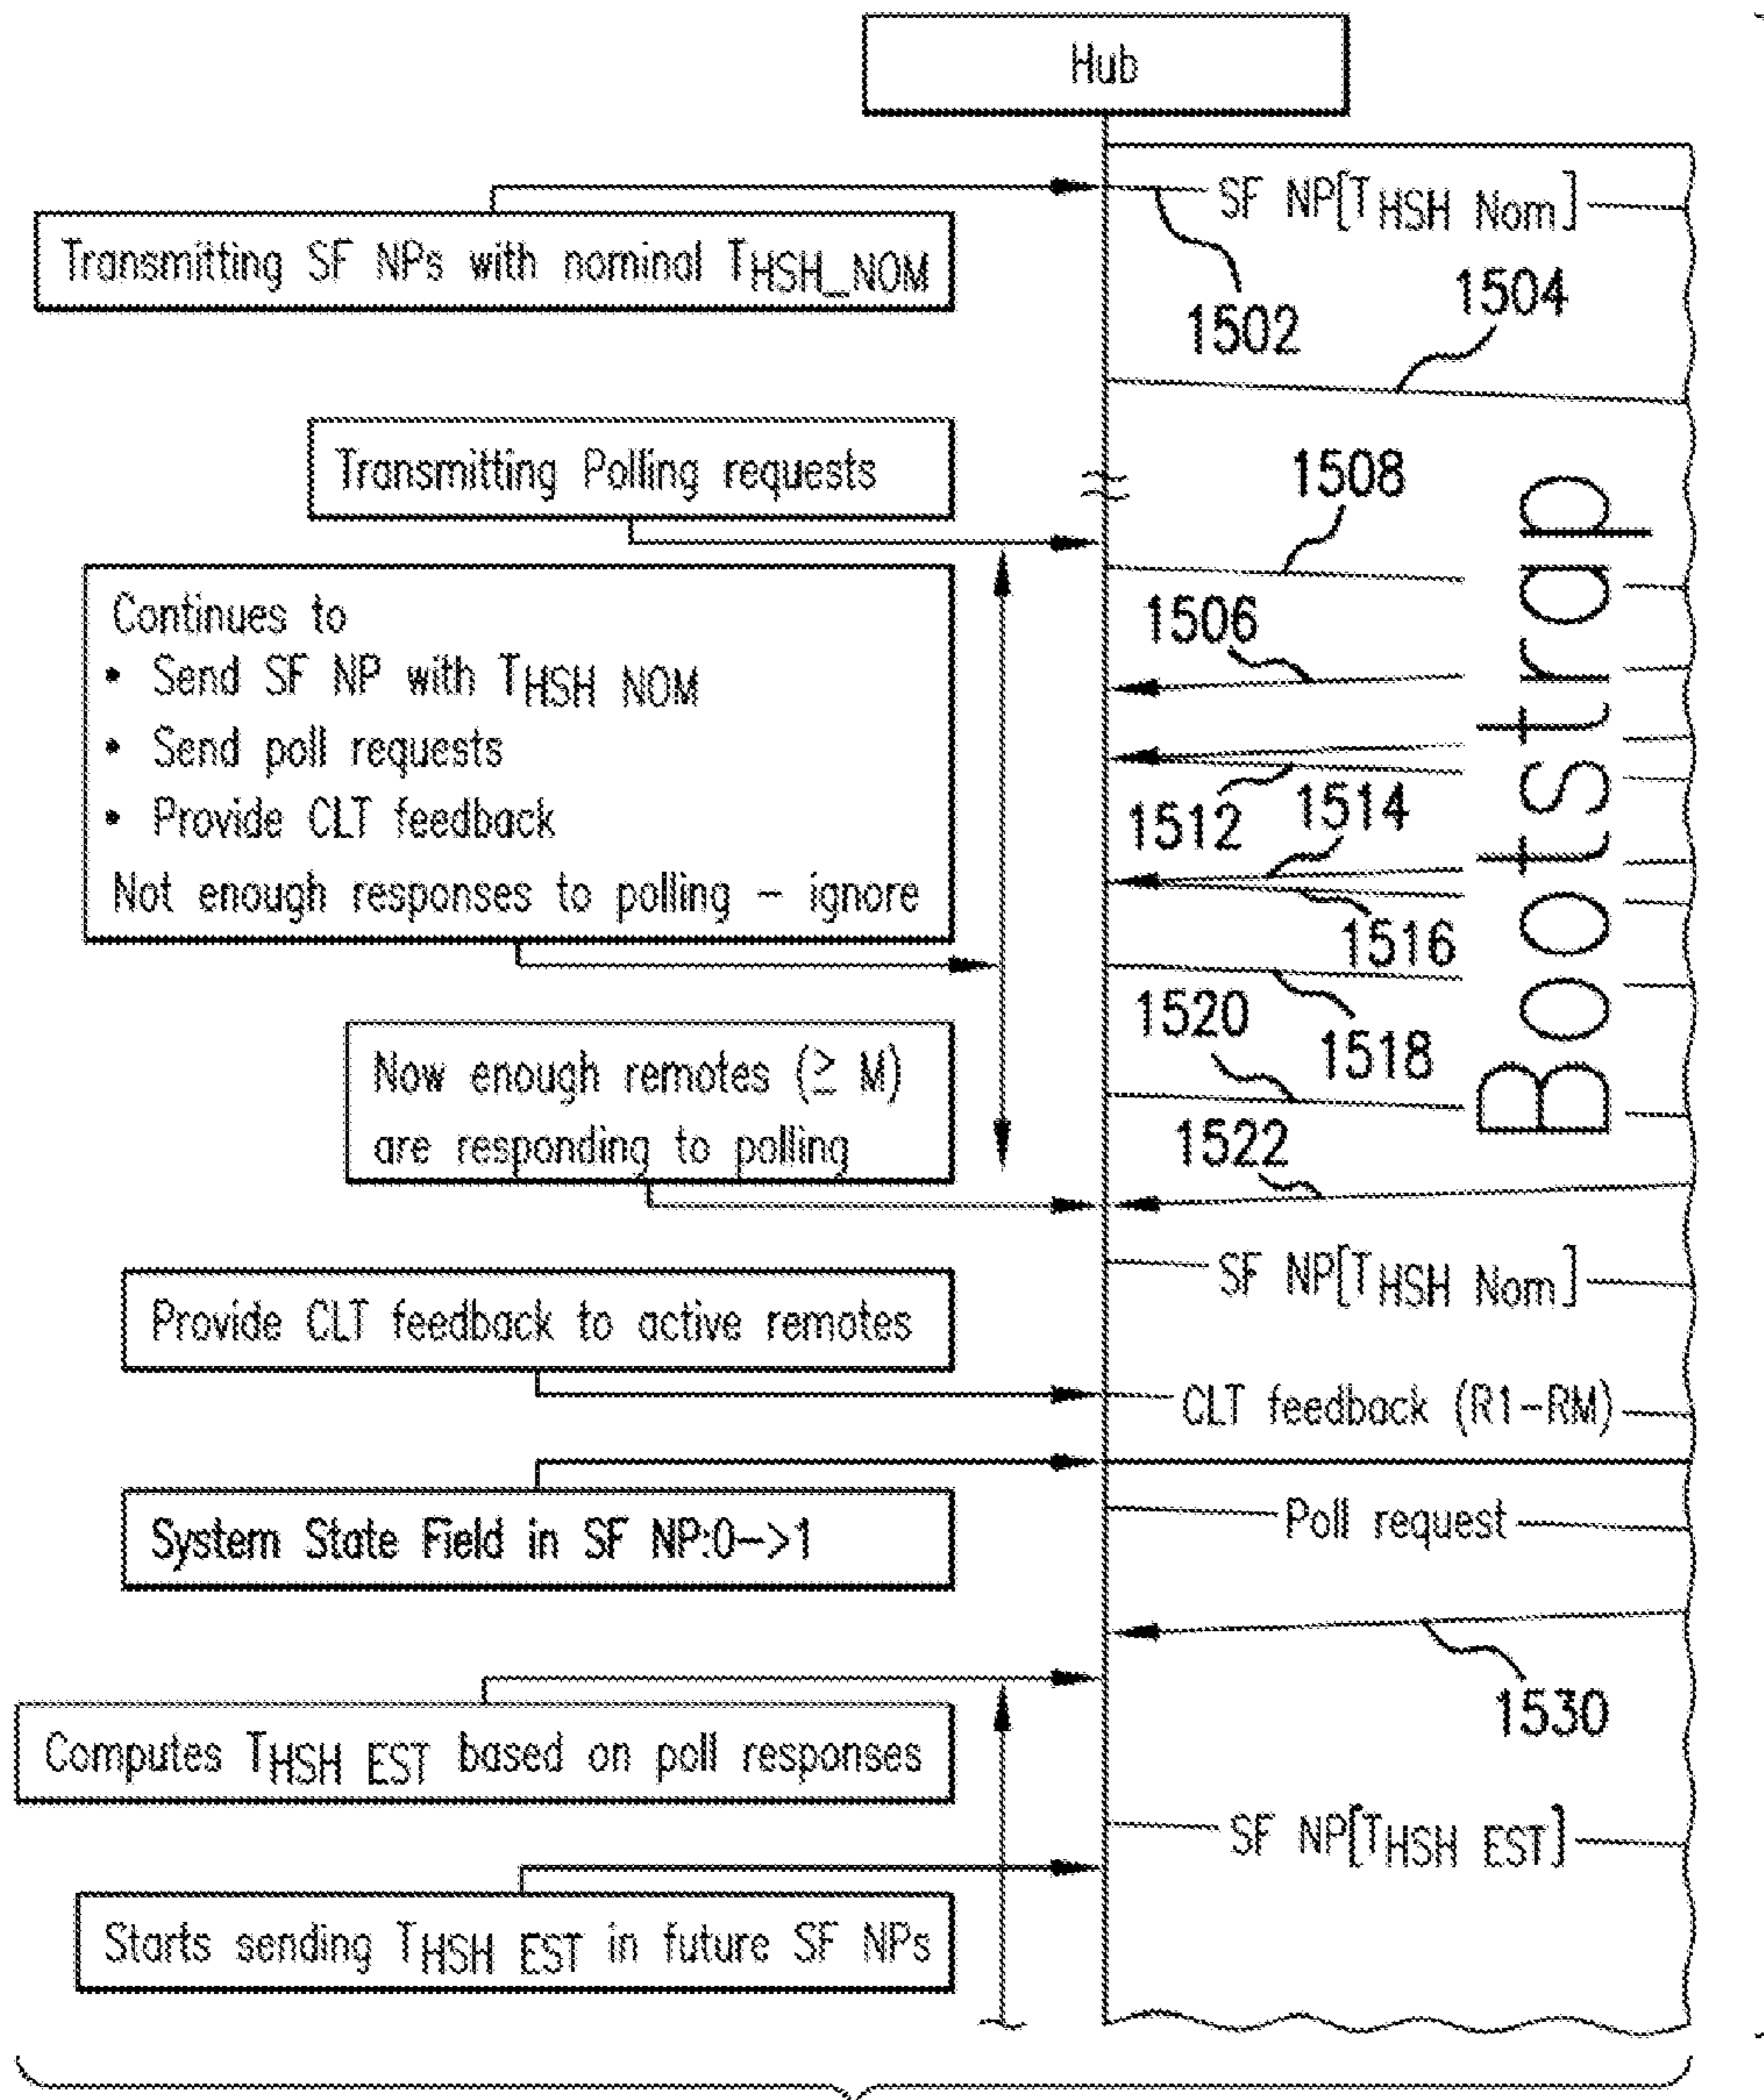 Hub
SF NP[THSH Nom]
Transmitting SF NPs with nominal THSH_NOM
1502
1504
Transmitting Polling requests
1508
Continues to
• Send SF NP with THSH NOM
• Send poll requests
• Provide CLT feedback
Not enough responses to polling – ignore
1506
1512
1514
1516
Bootstrap
1518
1520
Now enough remotes (≥ M)
are responding to polling
1522
SF NP[THSH Nom]
Provide CLT feedback to active remotes
CLT feedback (R1–RM)
System State Field in SF NP:0–>1
Poll request
1530
Computes THSH EST based on poll responses
SF NP[THSH EST]
Starts sending THSH EST in future SF NPs